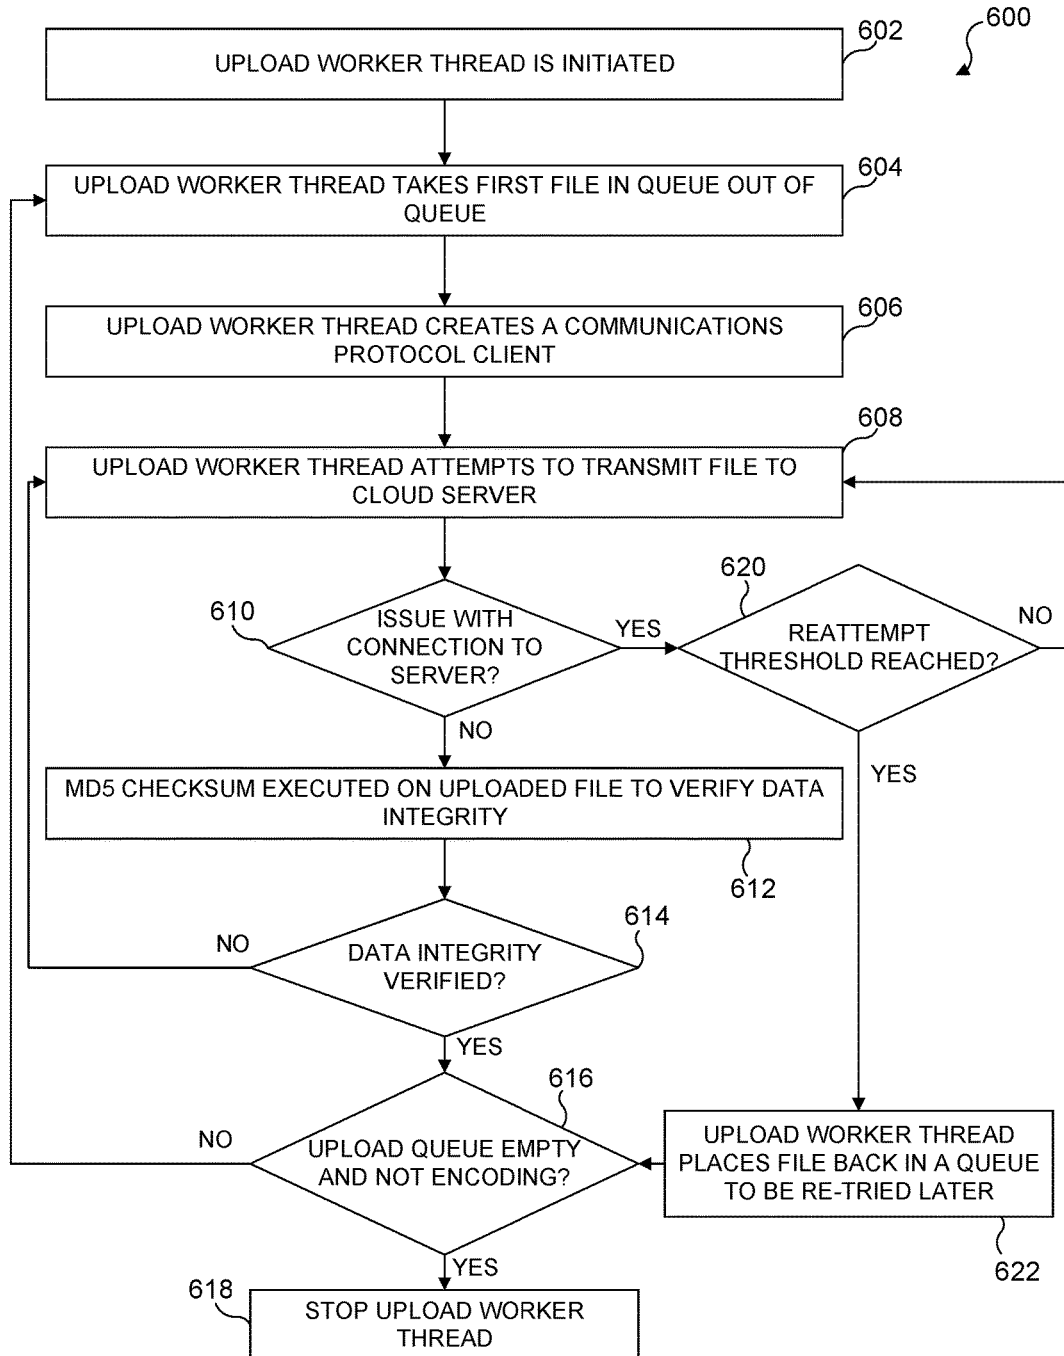 600
602
UPLOAD WORKER THREAD IS INITIATED
604
UPLOAD WORKER THREAD TAKES FIRST FILE IN QUEUE OUT OF
QUEUE
606
UPLOAD WORKER THREAD CREATES A COMMUNICATIONS
PROTOCOL CLIENT
608
UPLOAD WORKER THREAD ATTEMPTS TO TRANSMIT FILE TO
CLOUD SERVER
610
ISSUE WITH
CONNECTION TO
SERVER?
YES
620
REATTEMPT
THRESHOLD REACHED?
NO
NO
YES
MD5 CHECKSUM EXECUTED ON UPLOADED FILE TO VERIFY DATA
INTEGRITY
612
614
NO
DATA INTEGRITY
VERIFIED?
YES
616
NO
UPLOAD QUEUE EMPTY
AND NOT ENCODING?
UPLOAD WORKER THREAD
PLACES FILE BACK IN A QUEUE
TO BE RE-TRIED LATER
622
YES
618
STOP UPLOAD WORKER
THREAD